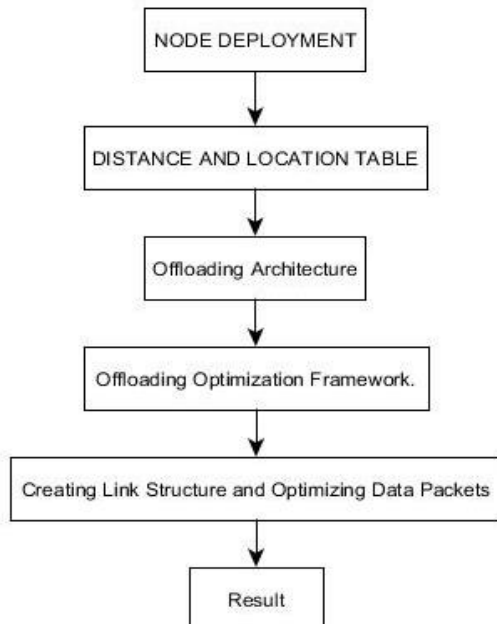 NODE DEPLOYMENT
DISTANCE AND LOCATION TABLE
Offloading Architecture
Offloading Optimization Framework.
Creating Link Structure and Optimizing Data Packets
Result